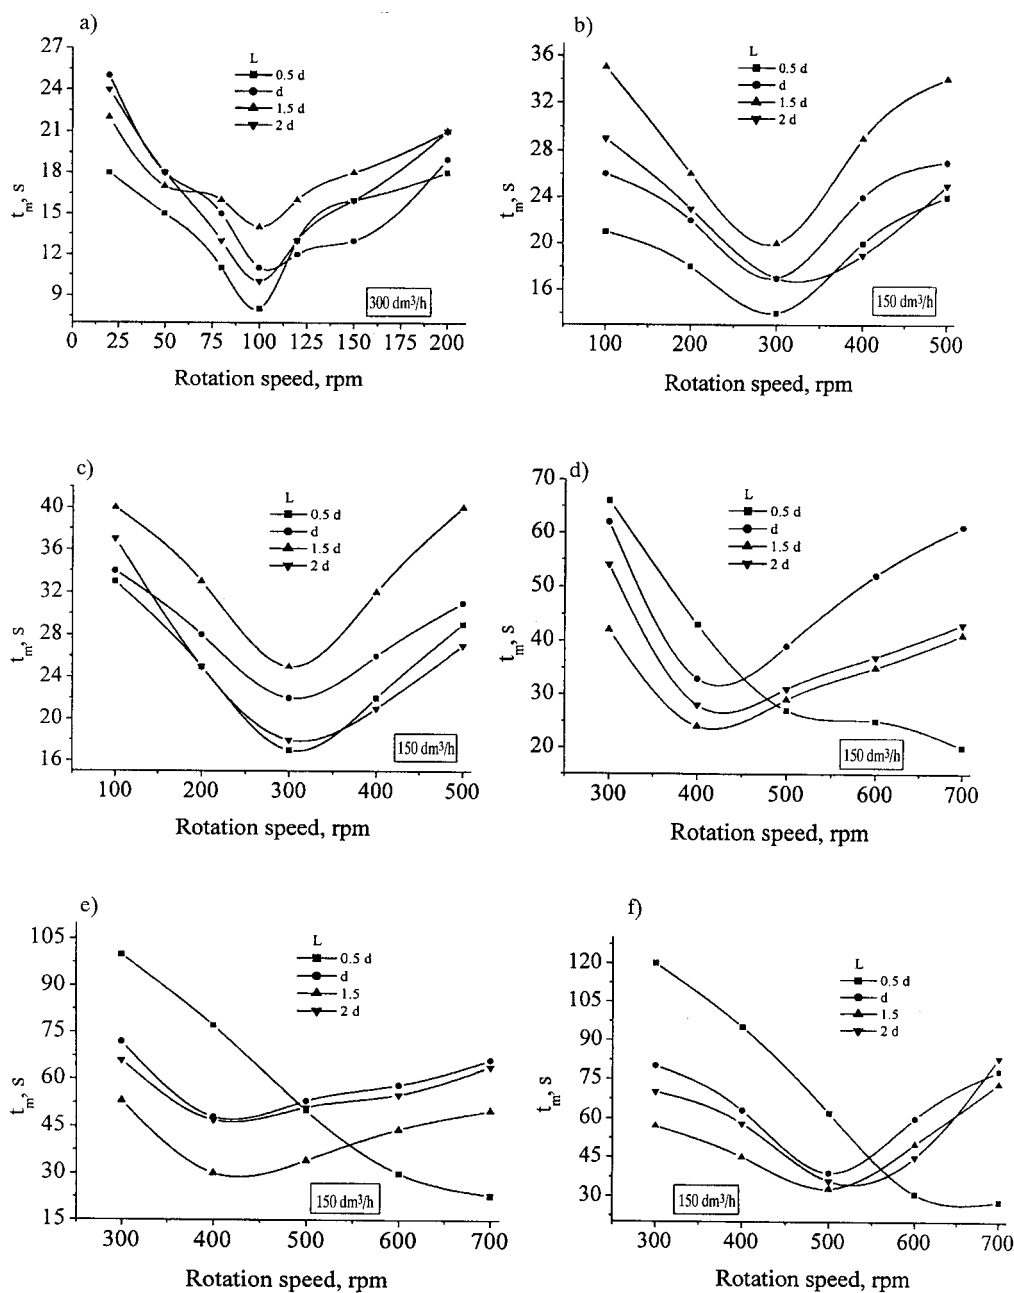 a)
27
24
21
18
15
12
9
t_m, s
L
0.5 d
d
1.5 d
2 d
300 dm³/h
0 25 50 75 100 125 150 175 200
Rotation speed, rpm
b)
36
32
28
24
20
16
t_m, s
L
0.5 d
d
1.5 d
2 d
150 dm³/h
100 200 300 400 500
Rotation speed, rpm
c)
40
36
32
28
24
20
16
t_m, s
L
0.5 d
d
1.5 d
2 d
150 dm³/h
100 200 300 400 500
Rotation speed, rpm
d)
70
60
50
40
30
20
t_m, s
L
0.5 d
d
1.5 d
2 d
150 dm³/h
300 400 500 600 700
Rotation speed, rpm
e)
105
90
75
60
45
30
15
t_m, s
L
0.5 d
d
1.5
2 d
150 dm³/h
300 400 500 600 700
Rotation speed, rpm
f)
120
105
90
75
60
45
30
t_m, s
L
0.5 d
d
1.5
2 d
150 dm³/h
300 400 500 600 700
Rotation speed, rpm